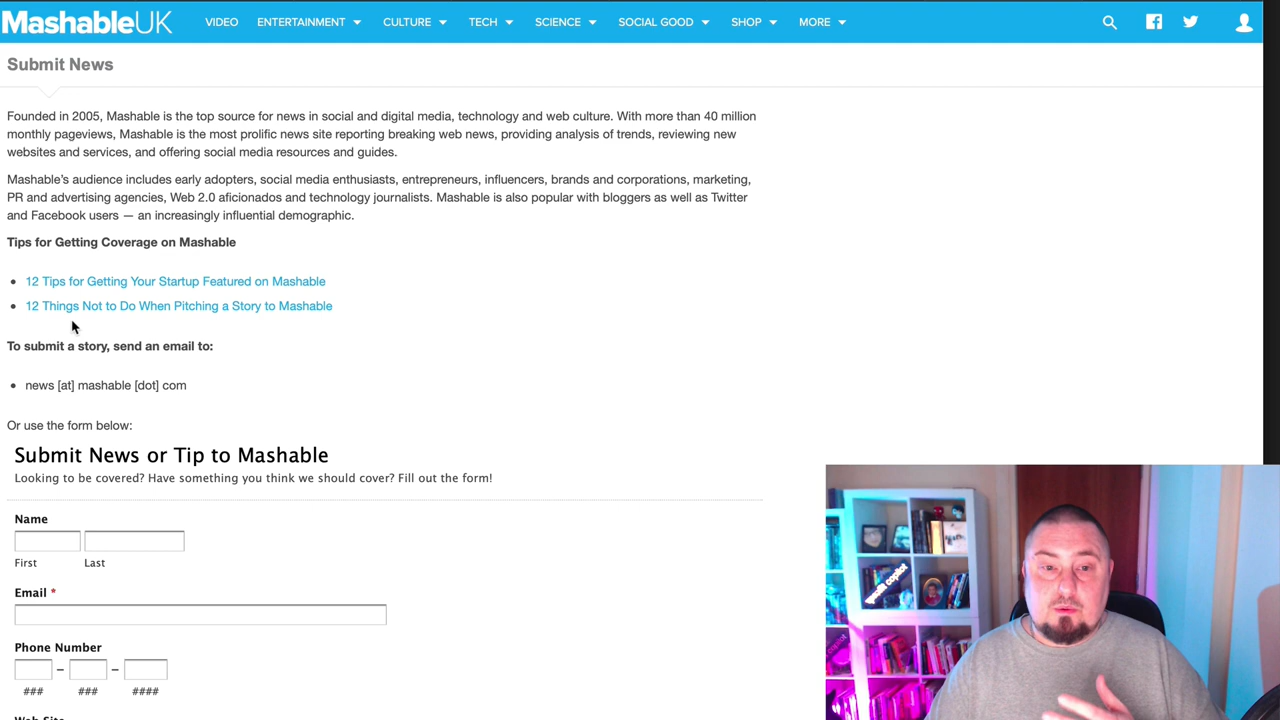 MashableUK VIDEO ENTERTAINMENT CULTURE TECH SCIENCE SOCIAL GOOD SHOP MORE
Submit News
Founded in 2005, Mashable is the top source for news in social and digital media, technology and web culture. With more than 40 million
monthly pageviews, Mashable is the most prolific news site reporting breaking web news, providing analysis of trends, reviewing new
websites and services, and offering social media resources and guides.
Mashable's audience includes early adopters, social media enthusiasts, entrepreneurs, influencers, brands and corporations, marketing,
PR and advertising agencies, Web 2.0 aficionados and technology journalists. Mashable is also popular with bloggers as well as Twitter
and Facebook users — an increasingly influential demographic.
Tips for Getting Coverage on Mashable
• 12 Tips for Getting Your Startup Featured on Mashable
• 12 Things Not to Do When Pitching a Story to Mashable
To submit a story, send an email to:
• news [at] mashable [dot] com
Or use the form below:
Submit News or Tip to Mashable
Looking to be covered? Have something you think we should cover? Fill out the form!
Name
First Last
Email *
Phone Number
– –
### ### ####